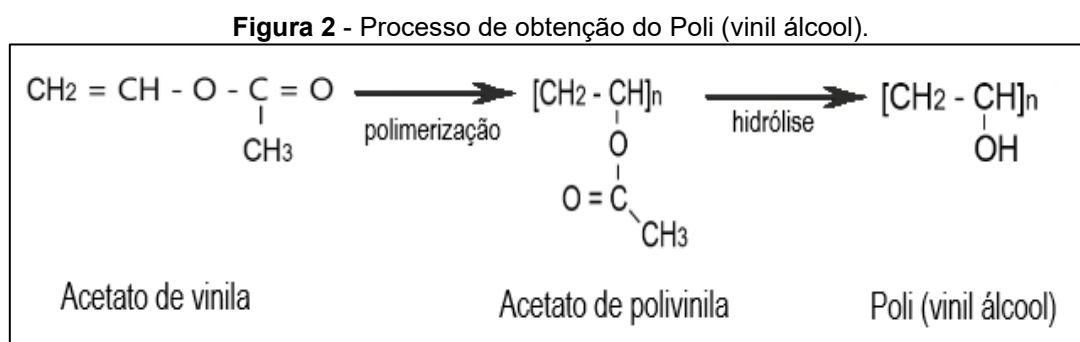 Figura 2 - Processo de obtenção do Poli (vinil álcool).
CH2 = CH - O - C = O
CH3
polimerização
[CH2 - CH]n
O
O = C
CH3
hidrólise
[CH2 - CH]n
OH
Acetato de vinila
Acetato de polivinila
Poli (vinil álcool)